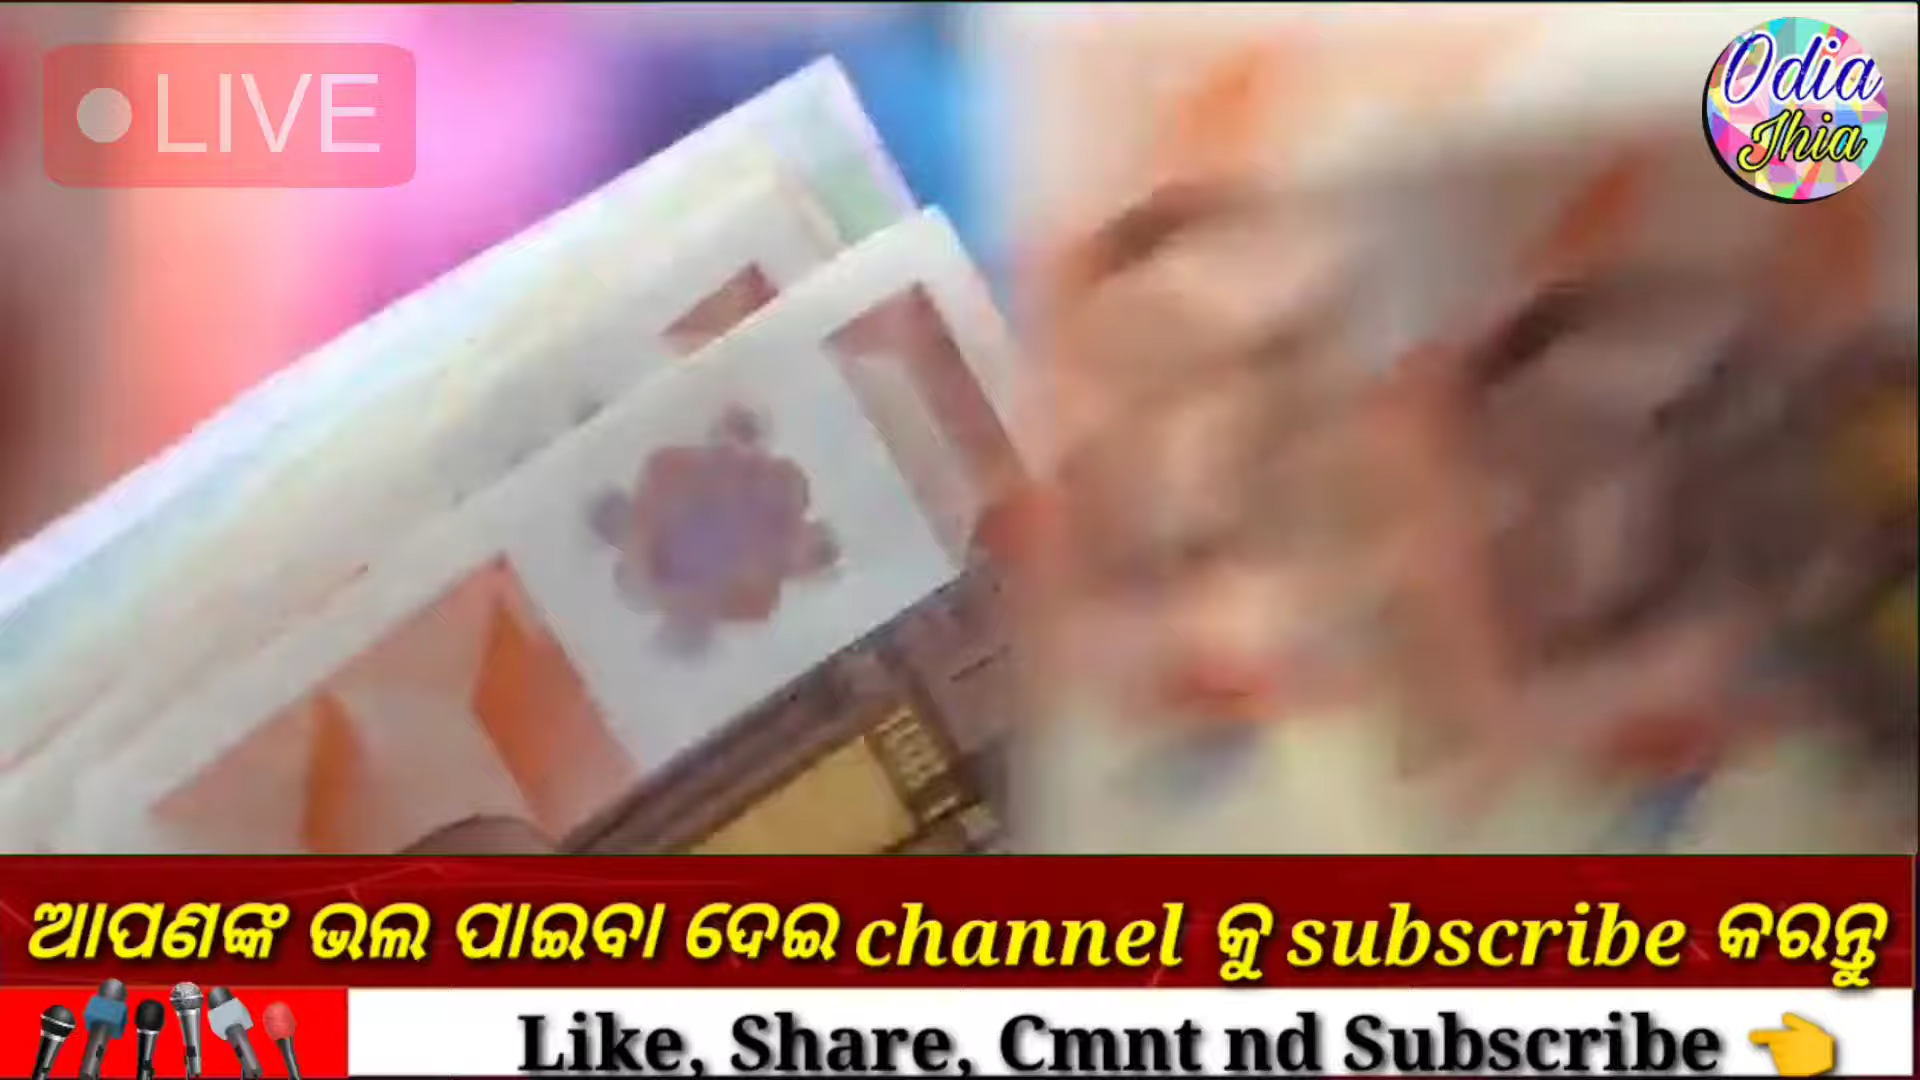 LIVE
Odia
Jhia
ଆପଣଙ୍କ ଭଲ ପାଇବା ଦେଇ channel କୁ subscribe କରନ୍ତୁ
Like, Share, Cmnt nd Subscribe 👈